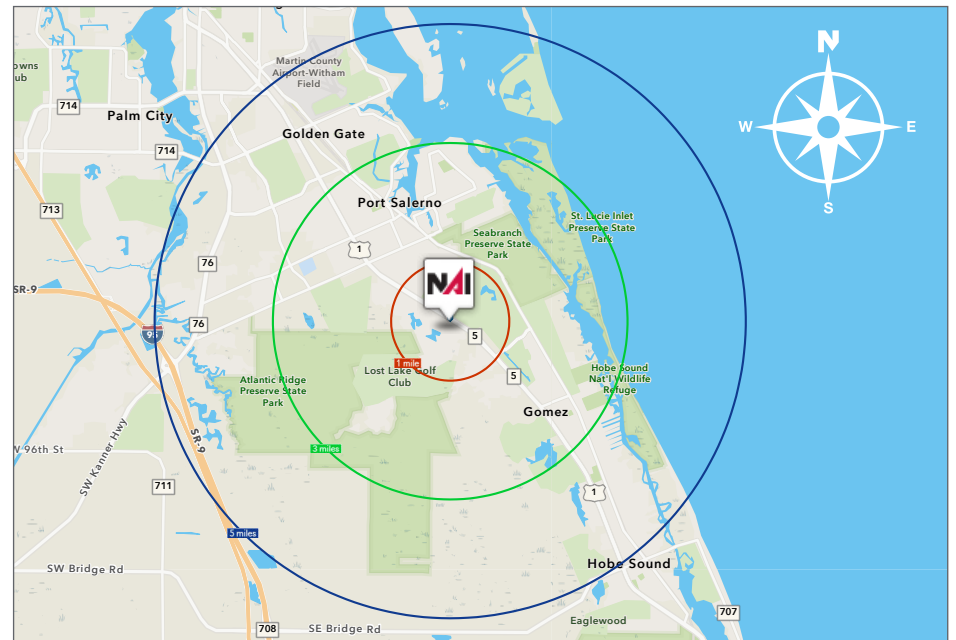 Martin County
Airport-Witham
Field
N
owns
ub
714
Palm City
W
E
Golden Gate
714
S
Port Salerno
713
St. Lucie Inlet
Preserve State
Park
Seabranch
Preserve State
Park
1
76
NAI
SR-9
76
95
5
1 mile
Lost Lake Golf
Club
5
Hobe Sound
Nat'l Wildlife
Refuge
Atlantic Ridge
Preserve State
Park
Gomez
SW Kanner Hwy
SR-9
3 miles
W 96th St
711
1
5 miles
Hobe Sound
SW Bridge Rd
707
Eaglewood
708
SE Bridge Rd